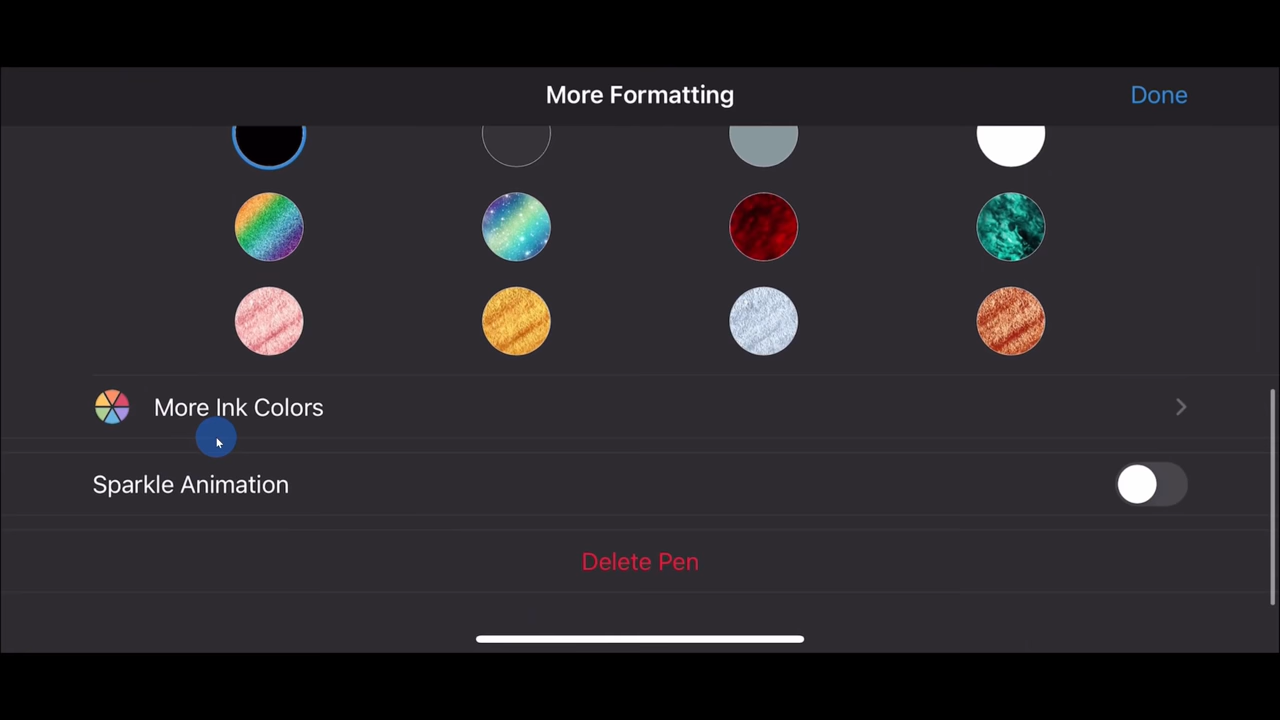 More Formatting
Done
More Ink Colors
Sparkle Animation
Delete Pen